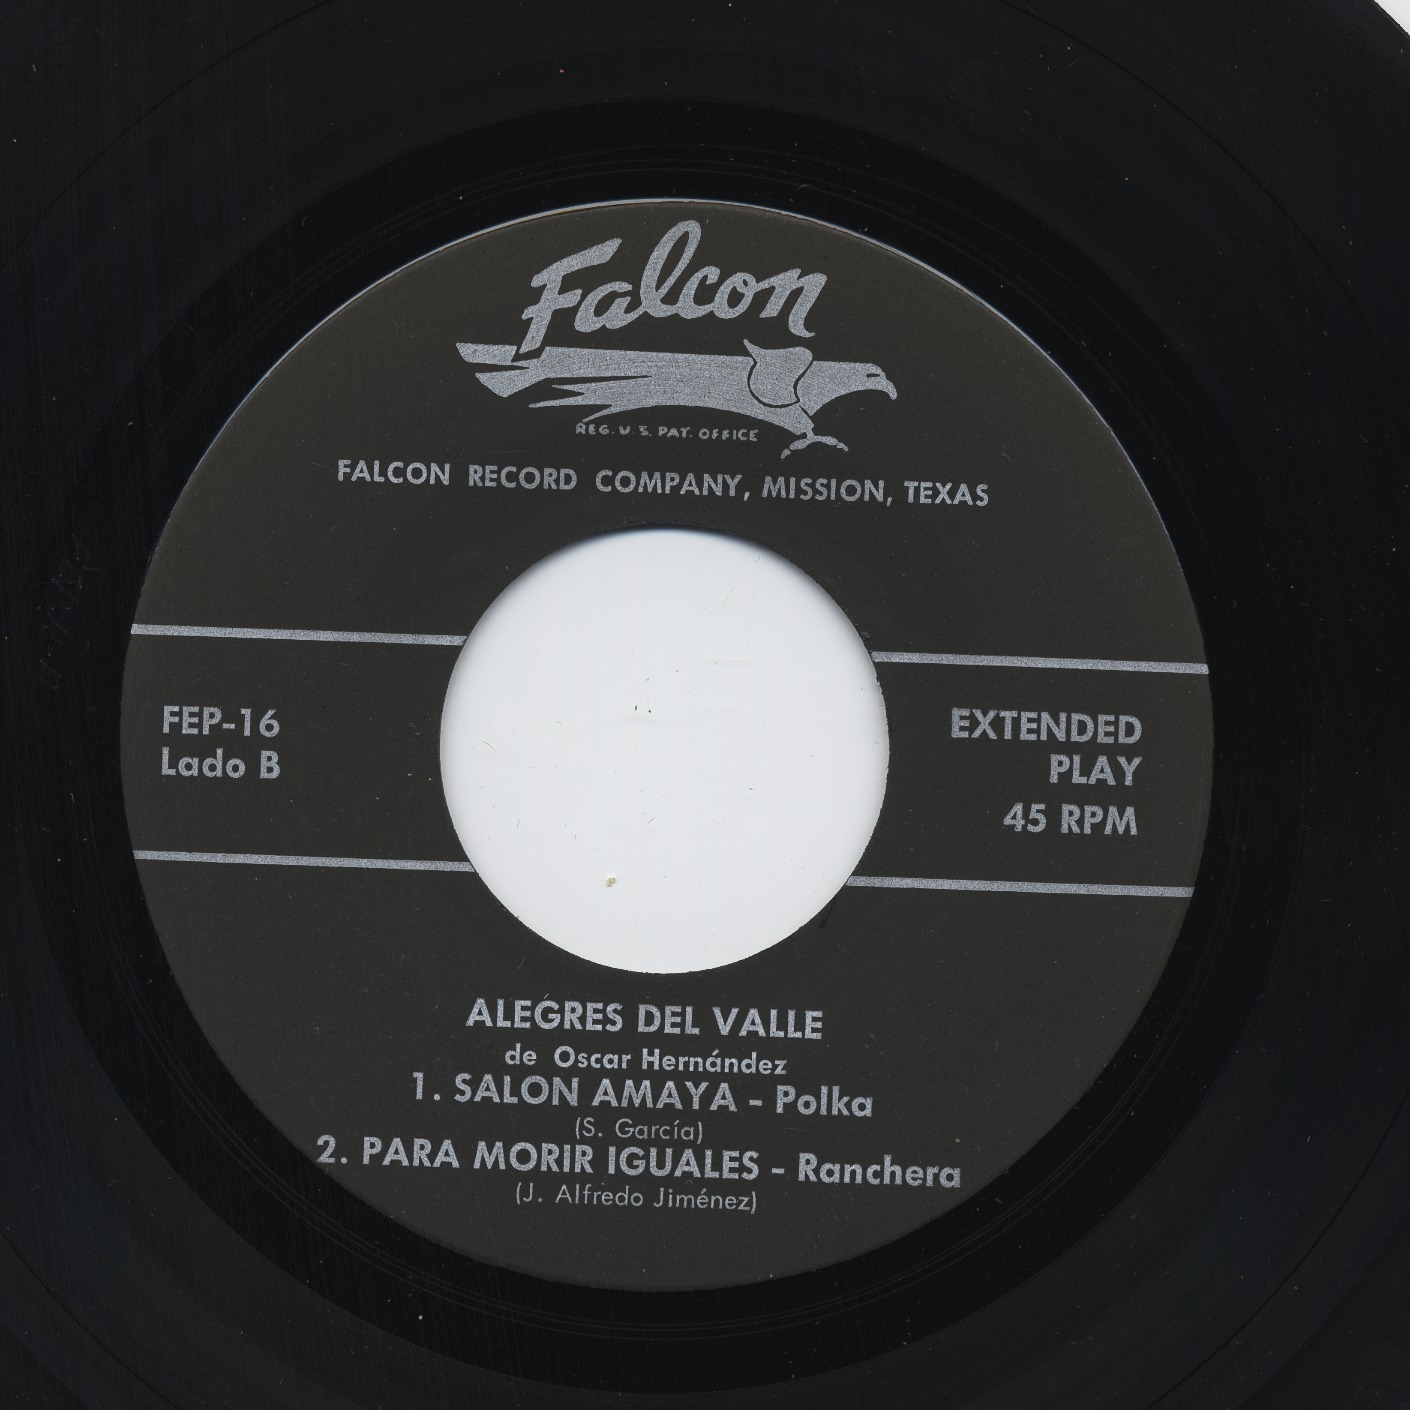 Falcon
REG. U.S. PAT. OFFICE
FALCON RECORD COMPANY, MISSION, TEXAS
FEP-16
Lado B
EXTENDED
PLAY
45 RPM
ALEGRES DEL VALLE
de Oscar Hernández
1. SALON AMAYA - Polka
(S. García)
2. PARA MORIR IGUALES - Ranchera
(J. Alfredo Jiménez)